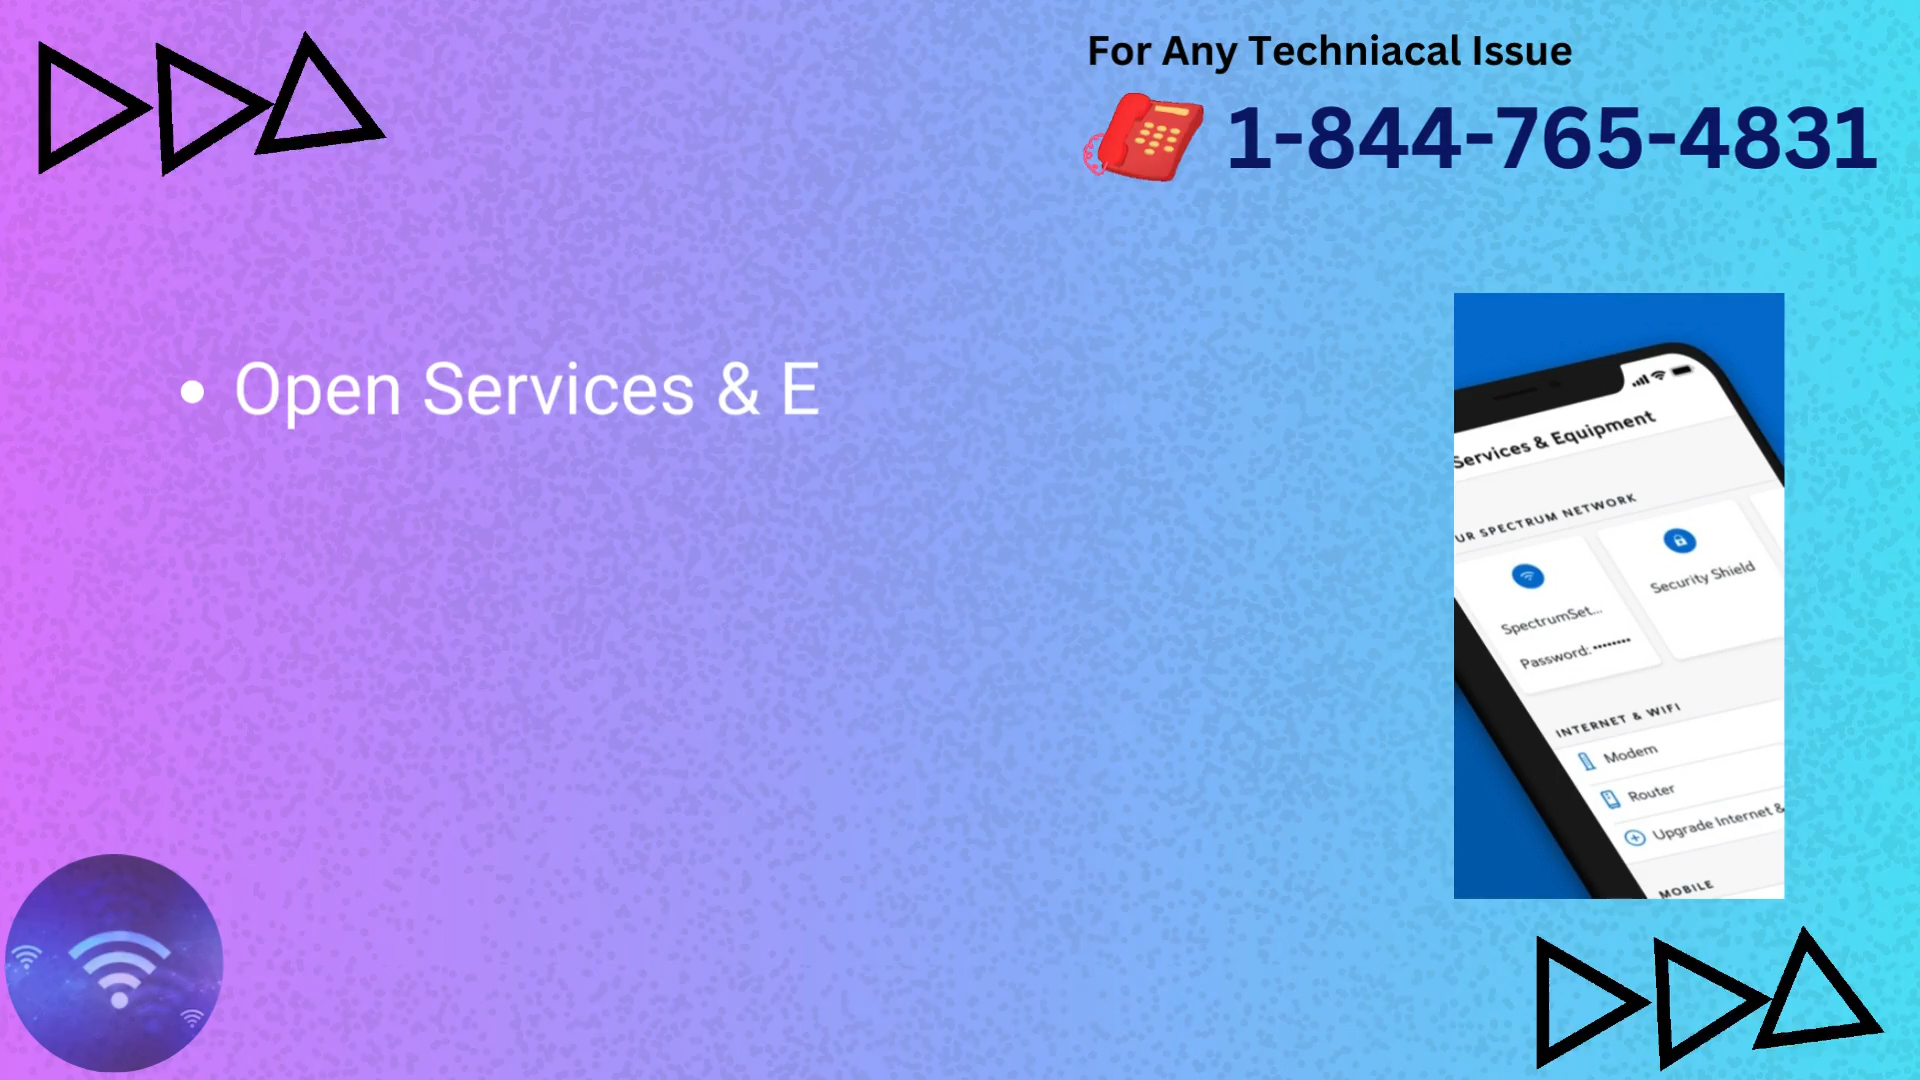 For Any Techniacal Issue
1-844-765-4831
• Open Services & E
Services & Equipment
UR SPECTRUM NETWORK
SpectrumSet...
Password: ••••••••
Security Shield
INTERNET & WIFI
Modem
Router
Upgrade Internet &
MOBILE